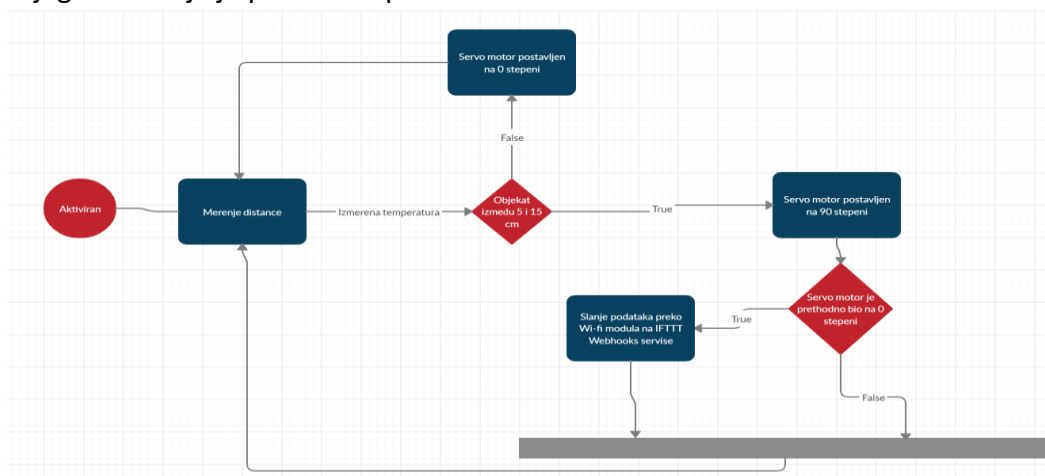 Servo motor postavljen
na 0 stepeni
False
Aktiviran
Merenje distance
Izmerena temperatura
Objekat
između 5 i 15
cm
True
Servo motor postavljen
na 90 stepeni
Servo motor je
prethodno bio na 0
stepeni
True
Slanje podataka preko
Wi-fi modula na IFTTT
Webhooks servise
False